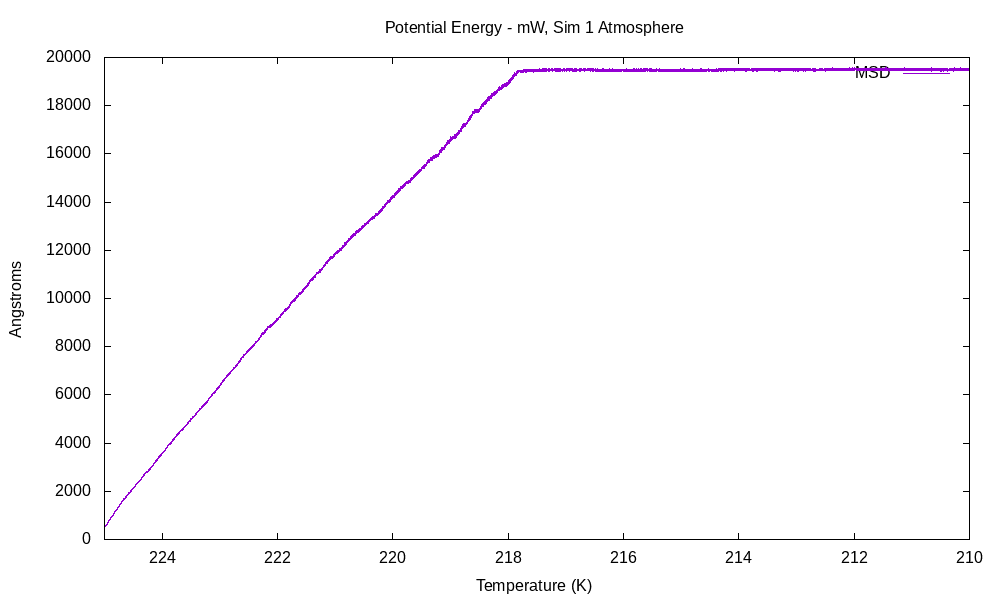 Potential Energy - mW, Sim 1 Atmosphere
20000
18000
16000
14000
12000
10000
8000
6000
4000
2000
0
Angstroms
MSD
224 222 220 218 216 214 212 210
Temperature (K)